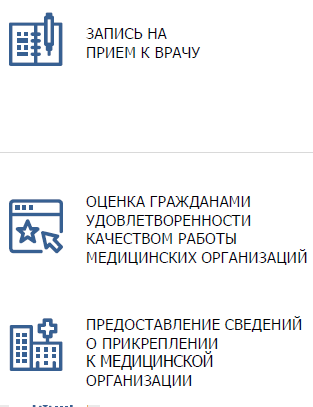 ЗАПИСЬ НА
ПРИЕМ К ВРАЧУ
ОЦЕНКА ГРАЖДАНАМИ
УДОВЛЕТВОРЕННОСТИ
КАЧЕСТВОМ РАБОТЫ
МЕДИЦИНСКИХ ОРГАНИЗАЦИЙ
ПРЕДОСТАВЛЕНИЕ СВЕДЕНИЙ
О ПРИКРЕПЛЕНИИ
К МЕДИЦИНСКОЙ
ОРГАНИЗАЦИИ